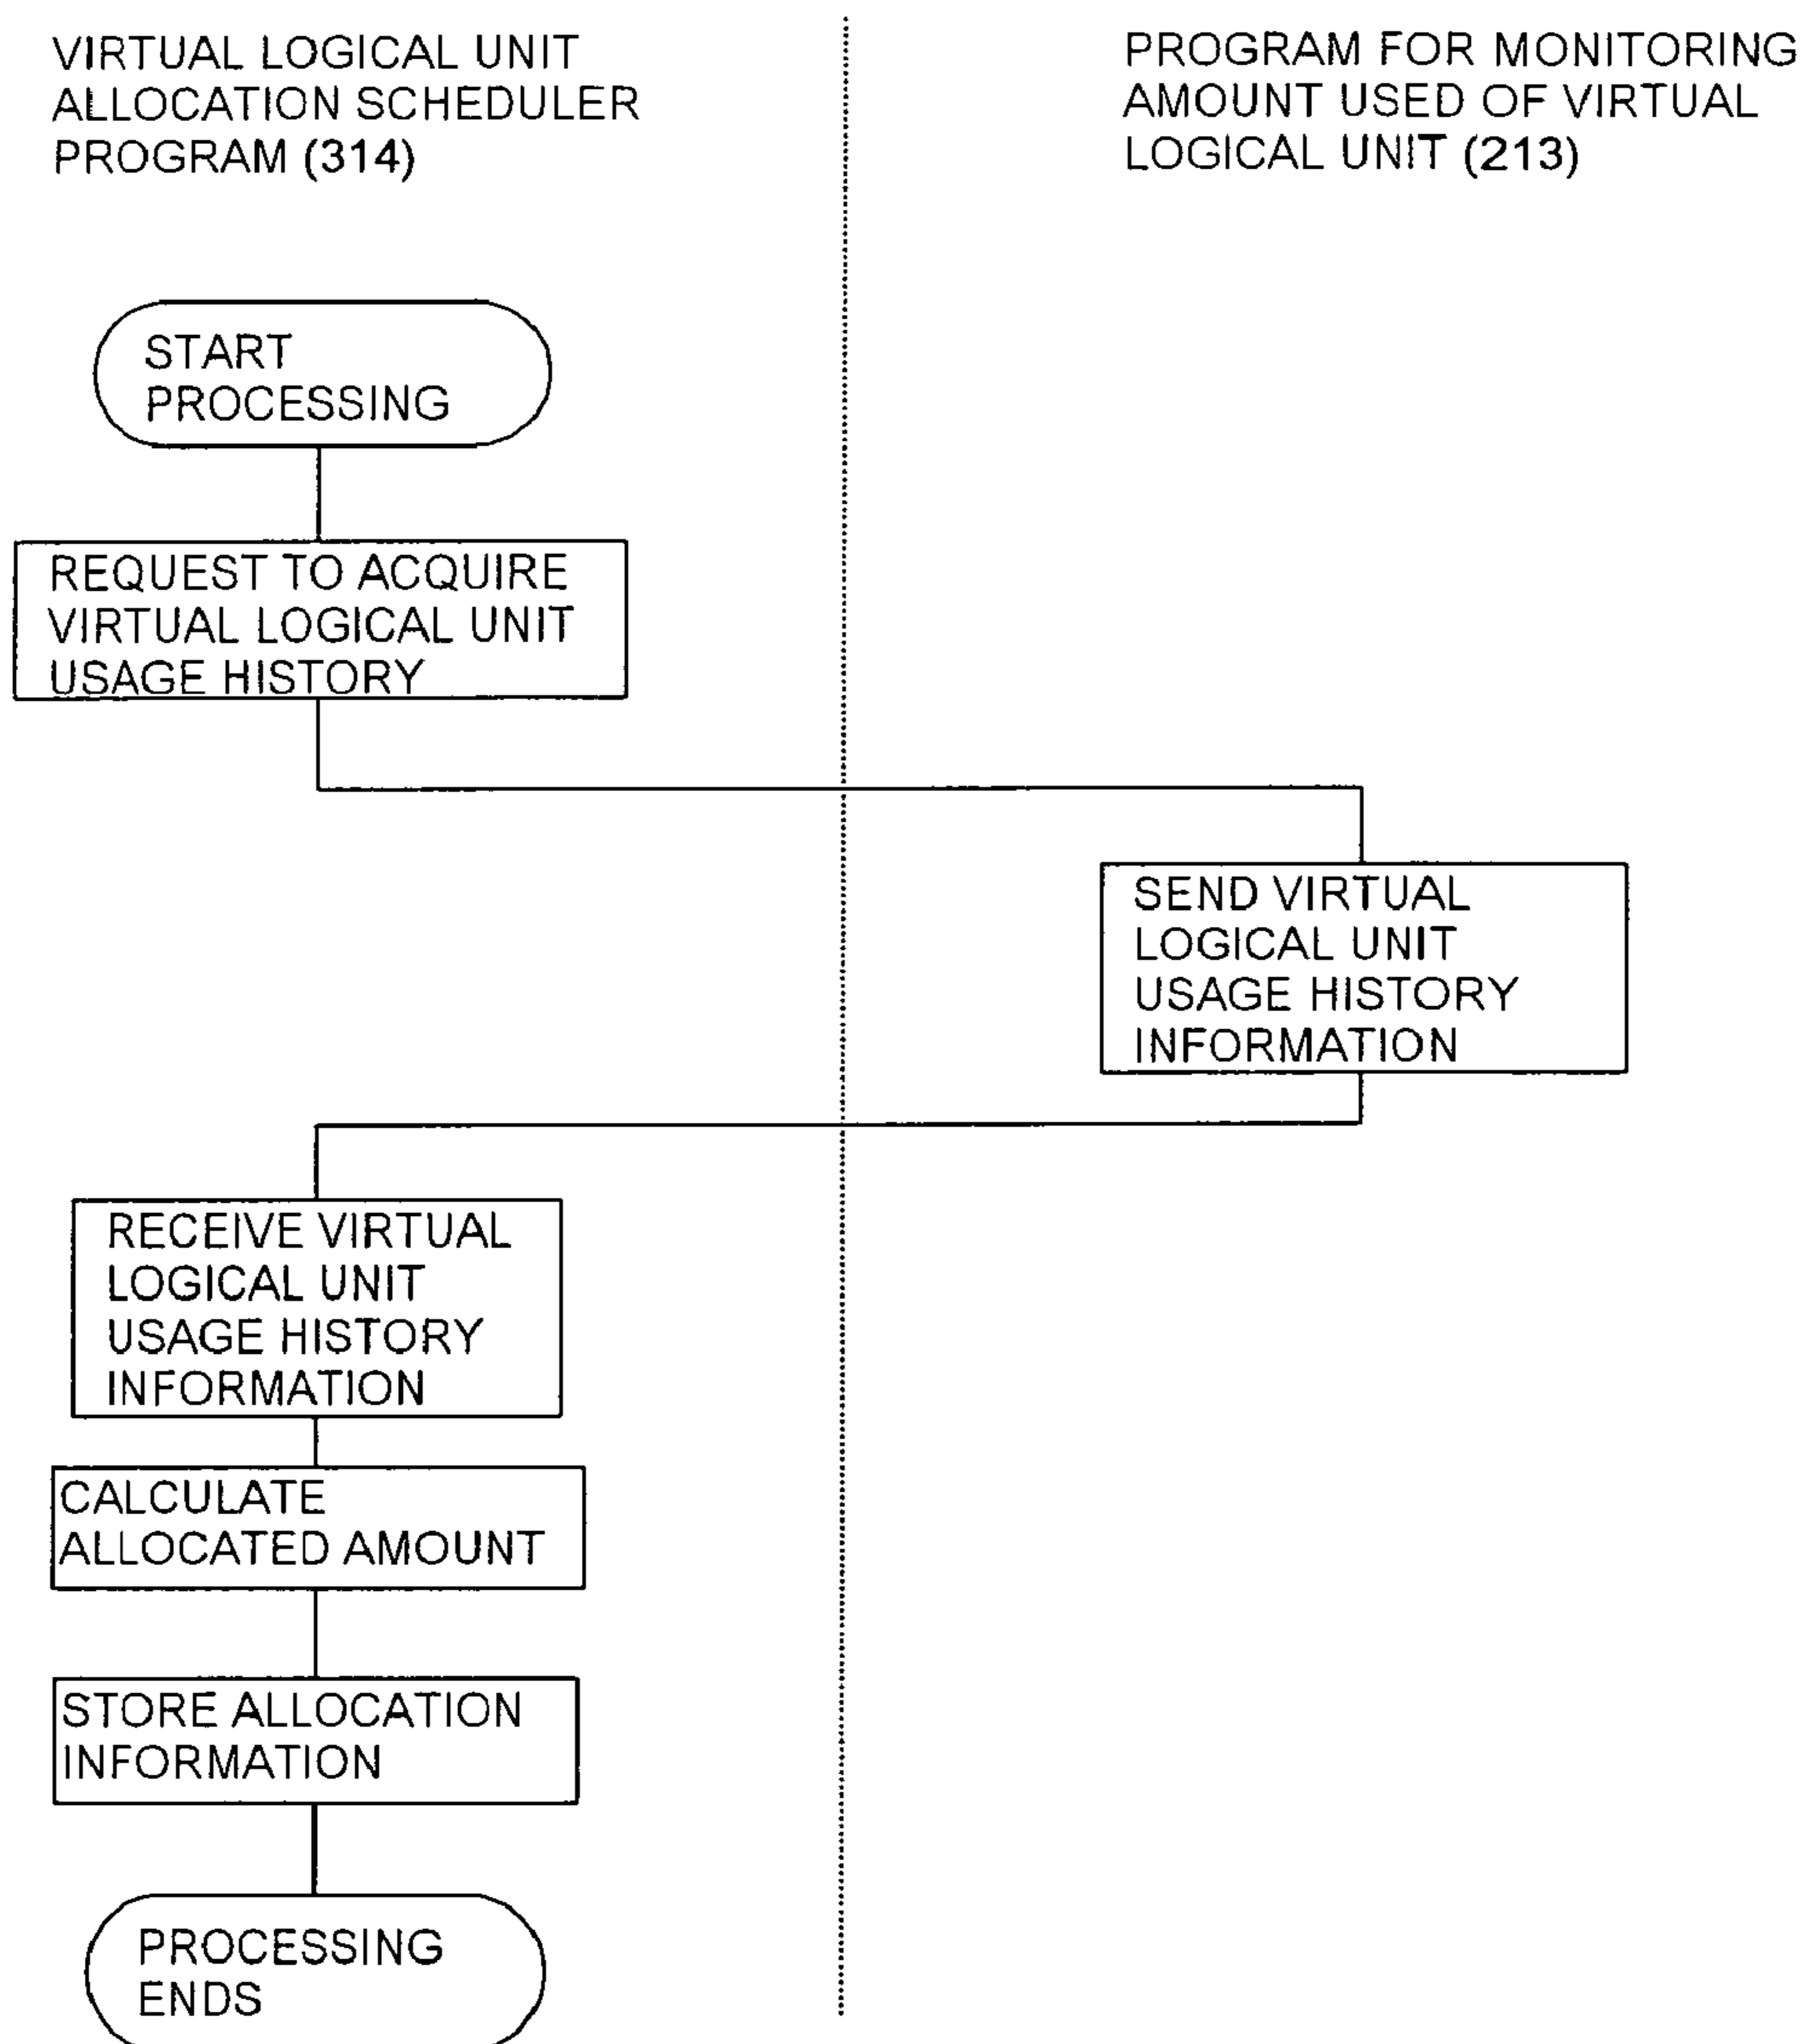 VIRTUAL LOGICAL UNIT
ALLOCATION SCHEDULER
PROGRAM (314)
PROGRAM FOR MONITORING
AMOUNT USED OF VIRTUAL
LOGICAL UNIT (213)
START
PROCESSING
REQUEST TO ACQUIRE
VIRTUAL LOGICAL UNIT
USAGE HISTORY
SEND VIRTUAL
LOGICAL UNIT
USAGE HISTORY
INFORMATION
RECEIVE VIRTUAL
LOGICAL UNIT
USAGE HISTORY
INFORMATION
CALCULATE
ALLOCATED AMOUNT
STORE ALLOCATION
INFORMATION
PROCESSING
ENDS